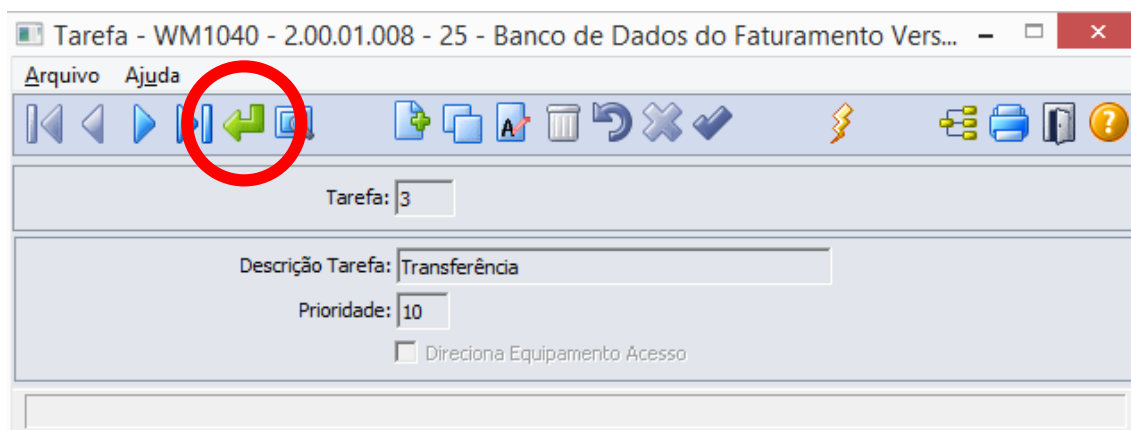 Tarefa - WM1040 - 2.00.01.008 - 25 - Banco de Dados do Faturamento Vers...
Arquivo Ajuda
Tarefa: 3
Descrição Tarefa: Transferência
Prioridade: 10
Direciona Equipamento Acesso